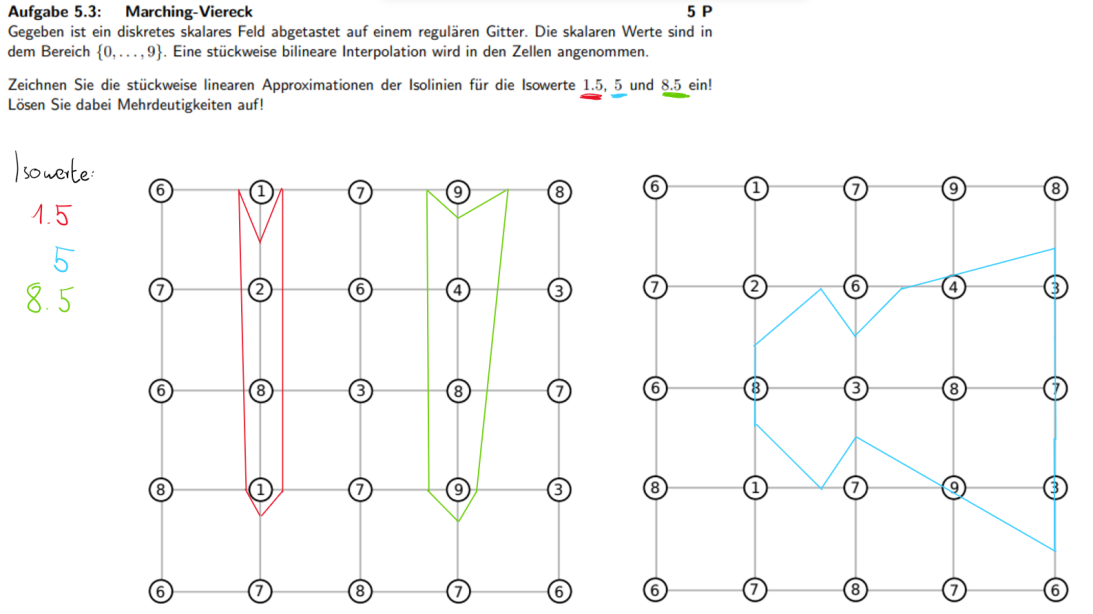 Aufgabe 5.3: Marching-Viereck 5 P
Gegeben ist ein diskretes skalares Feld abgetastet auf einem regulären Gitter. Die skalaren Werte sind in
dem Bereich {0, . . . , 9}. Eine stückweise bilineare Interpolation wird in den Zellen angenommen.
Zeichnen Sie die stückweise linearen Approximationen der Isolinien für die Isowerte 1.5, 5 und 8.5 ein!
Lösen Sie dabei Mehrdeutigkeiten auf!
Isowerte:
1.5
5
8.5
6 1 7 9 8
7 2 6 4 3
6 8 3 8 7
8 1 7 9 3
6 7 8 7 6
6 1 7 9 8
7 2 6 4 3
6 8 3 8 7
8 1 7 9 3
6 7 8 7 6